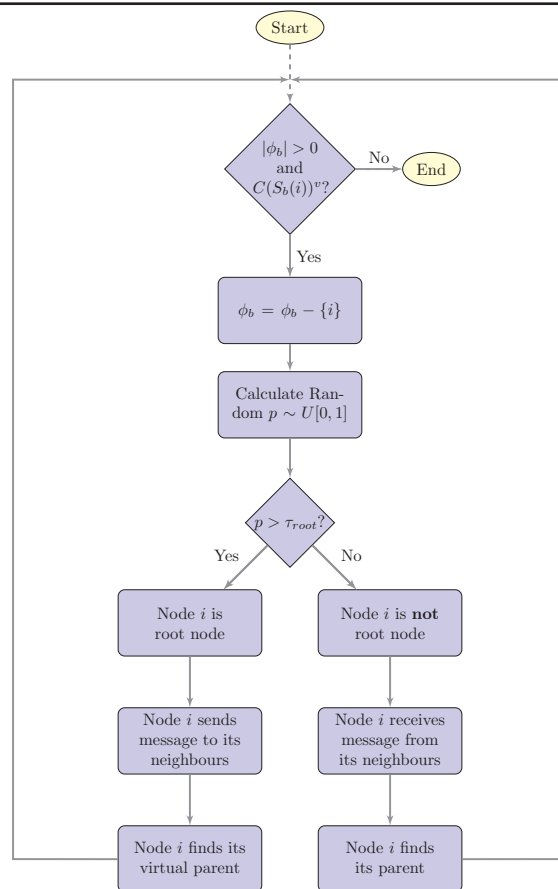 Start
|ϕ_b| > 0
and
C(S_b(i))^v?
No
End
Yes
ϕ_b = ϕ_b − {i}
Calculate Ran-
dom p ∼ U[0, 1]
p > τ_root?
Yes
No
Node i is
root node
Node i is not
root node
Node i sends
message to its
neighbours
Node i receives
message from
its neighbours
Node i finds its
virtual parent
Node i finds
its parent